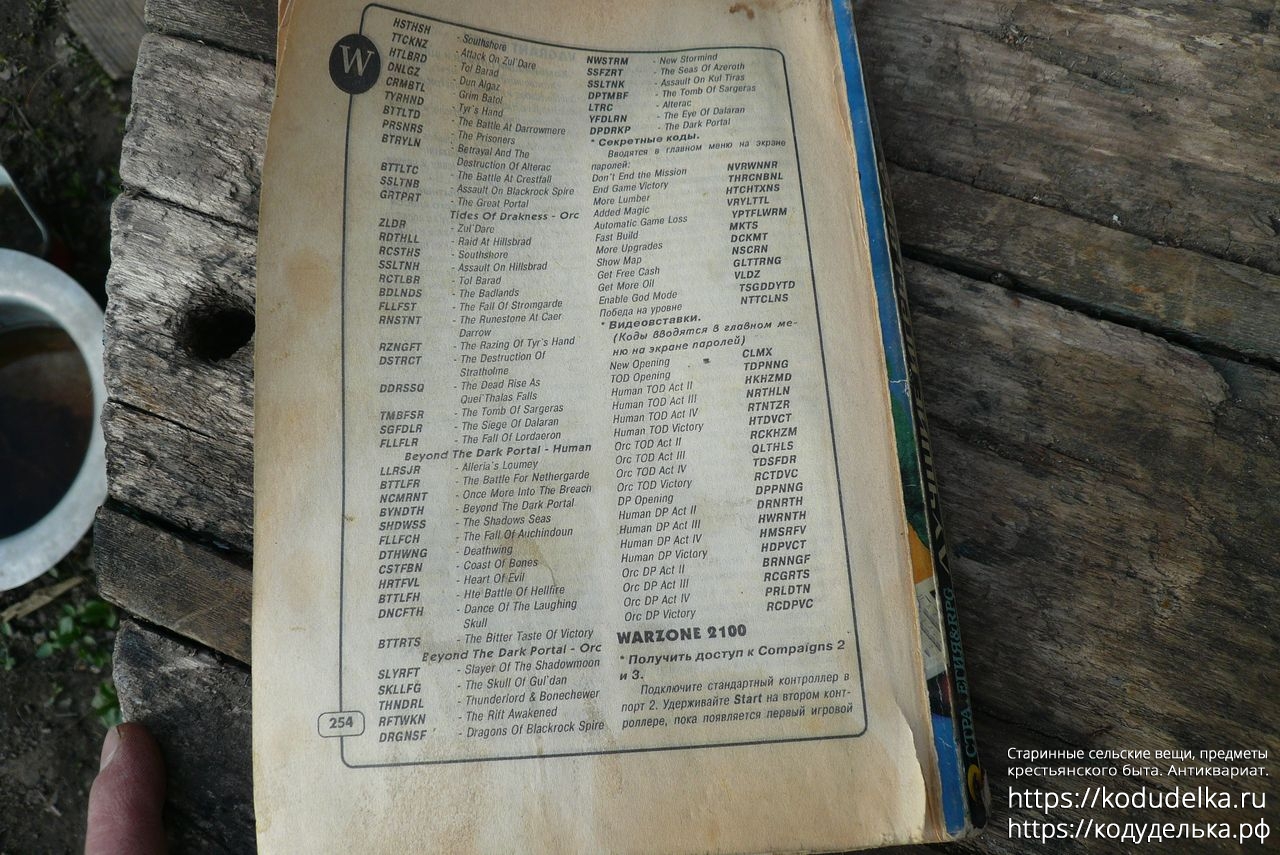 W
HSTHSH - Southshore
TTCKNZ - Attack On Zul`Dare
HTLBRD - Tol Barad
DNLGZ - Dun Algaz
CRMBTL - Grim Batol
TYRHND - Tyr`s Hand
BTTLTD - The Battle At Darrowmere
PRSNRS - The Prisoners
BTRYLN - Betrayal And The
Destruction Of Alterac
BTTLTC - The Battle At Crestfall
SSLTNB - Assault On Blackrock Spire
GRTPRT - The Great Portal
Tides Of Drakness - Orc
ZLDR - Zul`Dare
RDTHLL - Raid At Hillsbrad
RCSTHS - Southshore
SSLTNH - Assault On Hillsbrad
RCTLBR - Tol Barad
BDLNDS - The Badlands
FLLFST - The Fall Of Stromgarde
RNSTNT - The Runestone At Caer
Darrow
RZNGFT - The Razing Of Tyr`s Hand
DSTRCT - The Destruction Of
Stratholme
DDRSSQ - The Dead Rise As
Quel`Thalas Falls
TMBFSR - The Tomb Of Sargeras
SGFDLR - The Siege Of Dalaran
FLLFLR - The Fall Of Lordaeron
Beyond The Dark Portal - Human
LLRSJR - Alleria`s Loumey
BTTLFR - The Battle For Nethergarde
NCMRNT - Once More Into The Breach
BYNDTH - Beyond The Dark Portal
SHDWSS - The Shadows Seas
FLLFCH - The Fall Of Auchindoun
DTHWNG - Deathwing
CSTFBN - Coast Of Bones
HRTFVL - Heart Of Evil
BTTLFH - Hte Battle Of Hellfire
DNCFTH - Dance Of The Laughing
Skull
BTTRTS - The Bitter Taste Of Victory
Beyond The Dark Portal - Orc
SLYRFT - Slayer Of The Shadowmoon
SKLLFG - The Skull Of Gul`dan
THNDRL - Thunderlord & Bonechewer
RFTWKN - The Rift Awakened
DRGNSF - Dragons Of Blackrock Spire
NWSTRM - New Stormind
SSFZRT - The Seas Of Azeroth
SSLTNK - Assault On Kul Tiras
DPTMBF - The Tomb Of Sargeras
LTRC - Alterac
YFDLRN - The Eye Of Dalaran
DPDRKP - The Dark Portal
* Секретные коды.
Вводятся в главном меню на экране
паролей:
Don't End the Mission NVRWNNR
End Game Victory THRCNBNL
More Lumber HTCHTXNS
Added Magic VRYLTTL
Automatic Game Loss YPTFLWRM
Fast Build MKTS
More Upgrades DCKMT
Show Map NSCRN
Get Free Cash GLTTRNG
Get More Oil VLDZ
Enable God Mode TSGDDYTD
Победа на уровне NTTCLNS
* Видеовставки.
(Коды вводятся в главном ме-
ню на экране паролей)
New Opening CLMX
TOD Opening TDPNNG
Human TOD Act II HKHZMD
Human TOD Act III NRTHLN
Human TOD Act IV RTNTZR
Human TOD Victory HTDVCT
Orc TOD Act II RCKHZM
Orc TOD Act III QLTHLS
Orc TOD Act IV TDSFDR
Orc TOD Victory RCTDVC
DP Opening DPPNNG
Human DP Act II DRNRTH
Human DP Act III HWRNTH
Human DP Act IV HMSRFV
Human DP Victory HDPVCT
Orc DP Act II BRNNGF
Orc DP Act III RCGRTS
Orc DP Act IV PRLDTN
Orc DP Victory RCDPVC
WARZONE 2100
* Получить доступ к Compaigns 2
и 3.
Подключите стандартный контроллер в
порт 2. Удерживайте Start на втором конт-
роллере, пока появляется первый игровой
254
Старинные сельские вещи, предметы
крестьянского быта. Антиквариат.
https://kodudelka.ru
https://кодуделька.рф